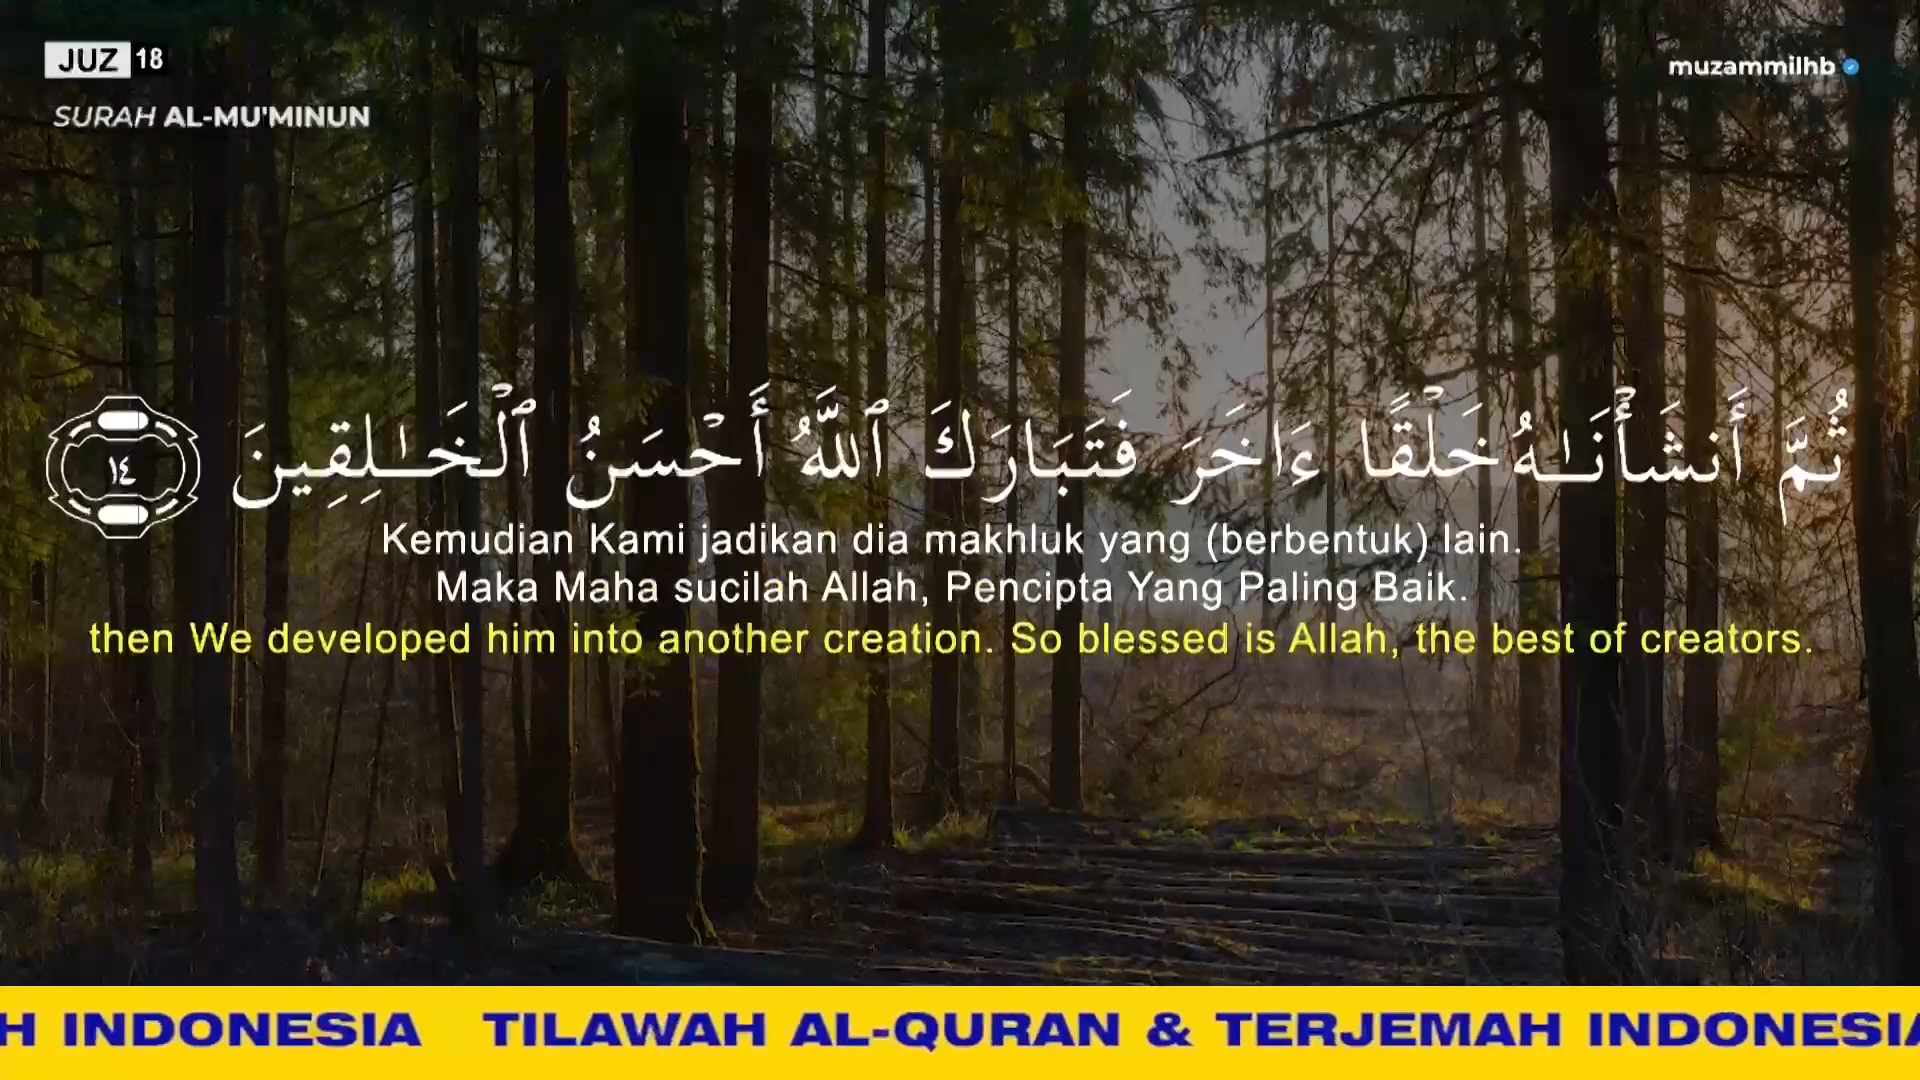 JUZ 18
muzammilhb
SURAH AL-MU'MINUN
ثُمَّ أَنشَأْنَـٰهُ خَلْقًا ءَاخَرَ فَتَبَارَكَ ٱللَّهُ أَحْسَنُ ٱلْخَـٰلِقِينَ ١٤
Kemudian Kami jadikan dia makhluk yang (berbentuk) lain.
Maka Maha sucilah Allah, Pencipta Yang Paling Baik.
then We developed him into another creation. So blessed is Allah, the best of creators.
H INDONESIA TILAWAH AL-QURAN & TERJEMAH INDONESIA